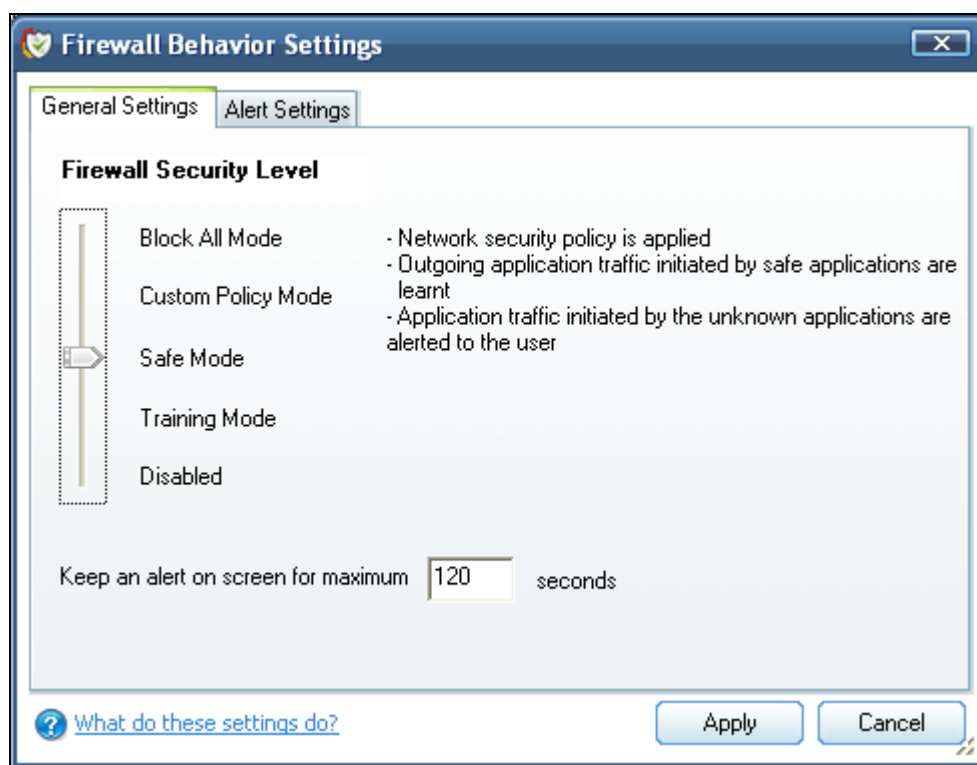 Firewall Behavior Settings
General Settings
Alert Settings
Firewall Security Level
Block All Mode
Custom Policy Mode
Safe Mode
Training Mode
Disabled
- Network security policy is applied
- Outgoing application traffic initiated by safe applications are
learnt
- Application traffic initiated by the unknown applications are
alerted to the user
Keep an alert on screen for maximum 120 seconds
What do these settings do?
Apply
Cancel